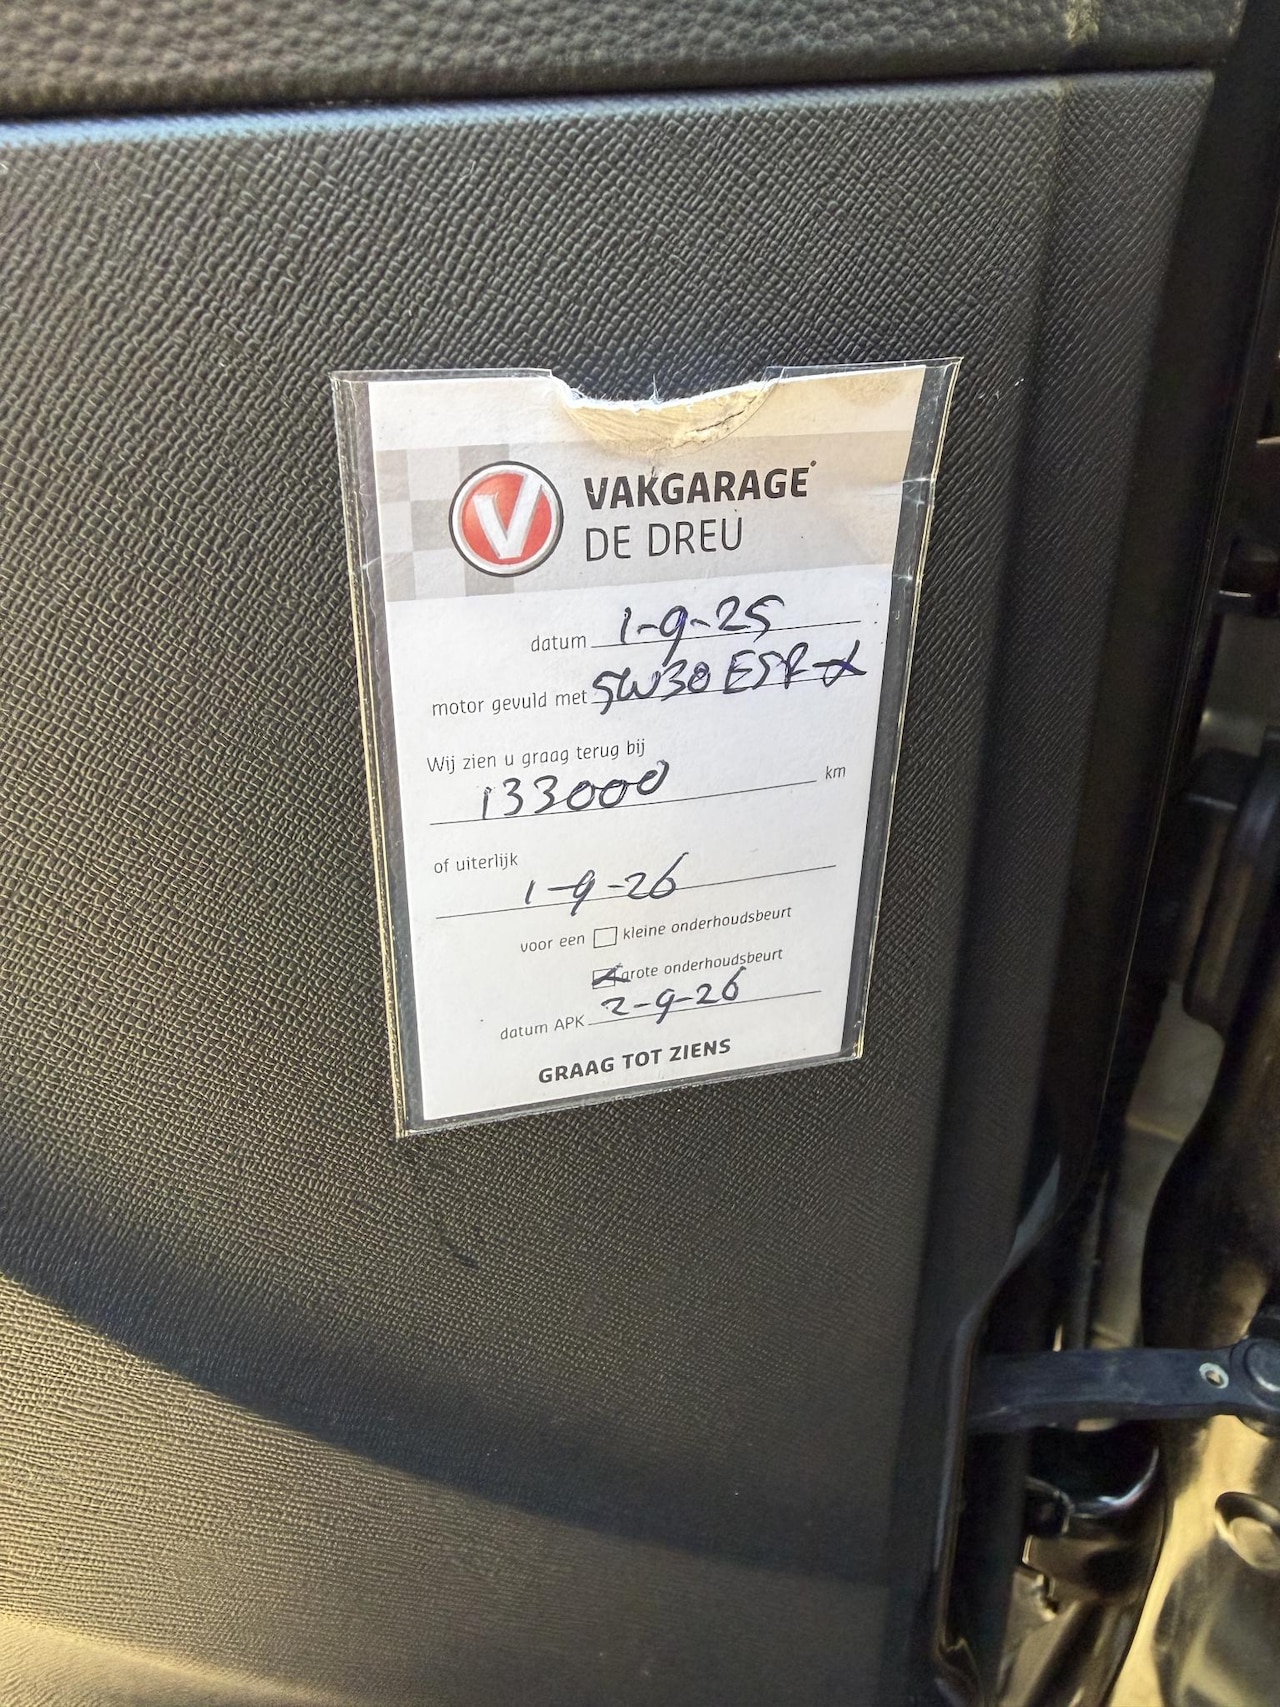 V
VAKGARAGE
DE DREU
datum 1-9-25
motor gevuld met 5W30 ESP-X
Wij zien u graag terug bij
133000 km
of uiterlijk
1-9-26
voor een kleine onderhoudsbeurt
grote onderhoudsbeurt
datum APK 2-9-26
GRAAG TOT ZIENS